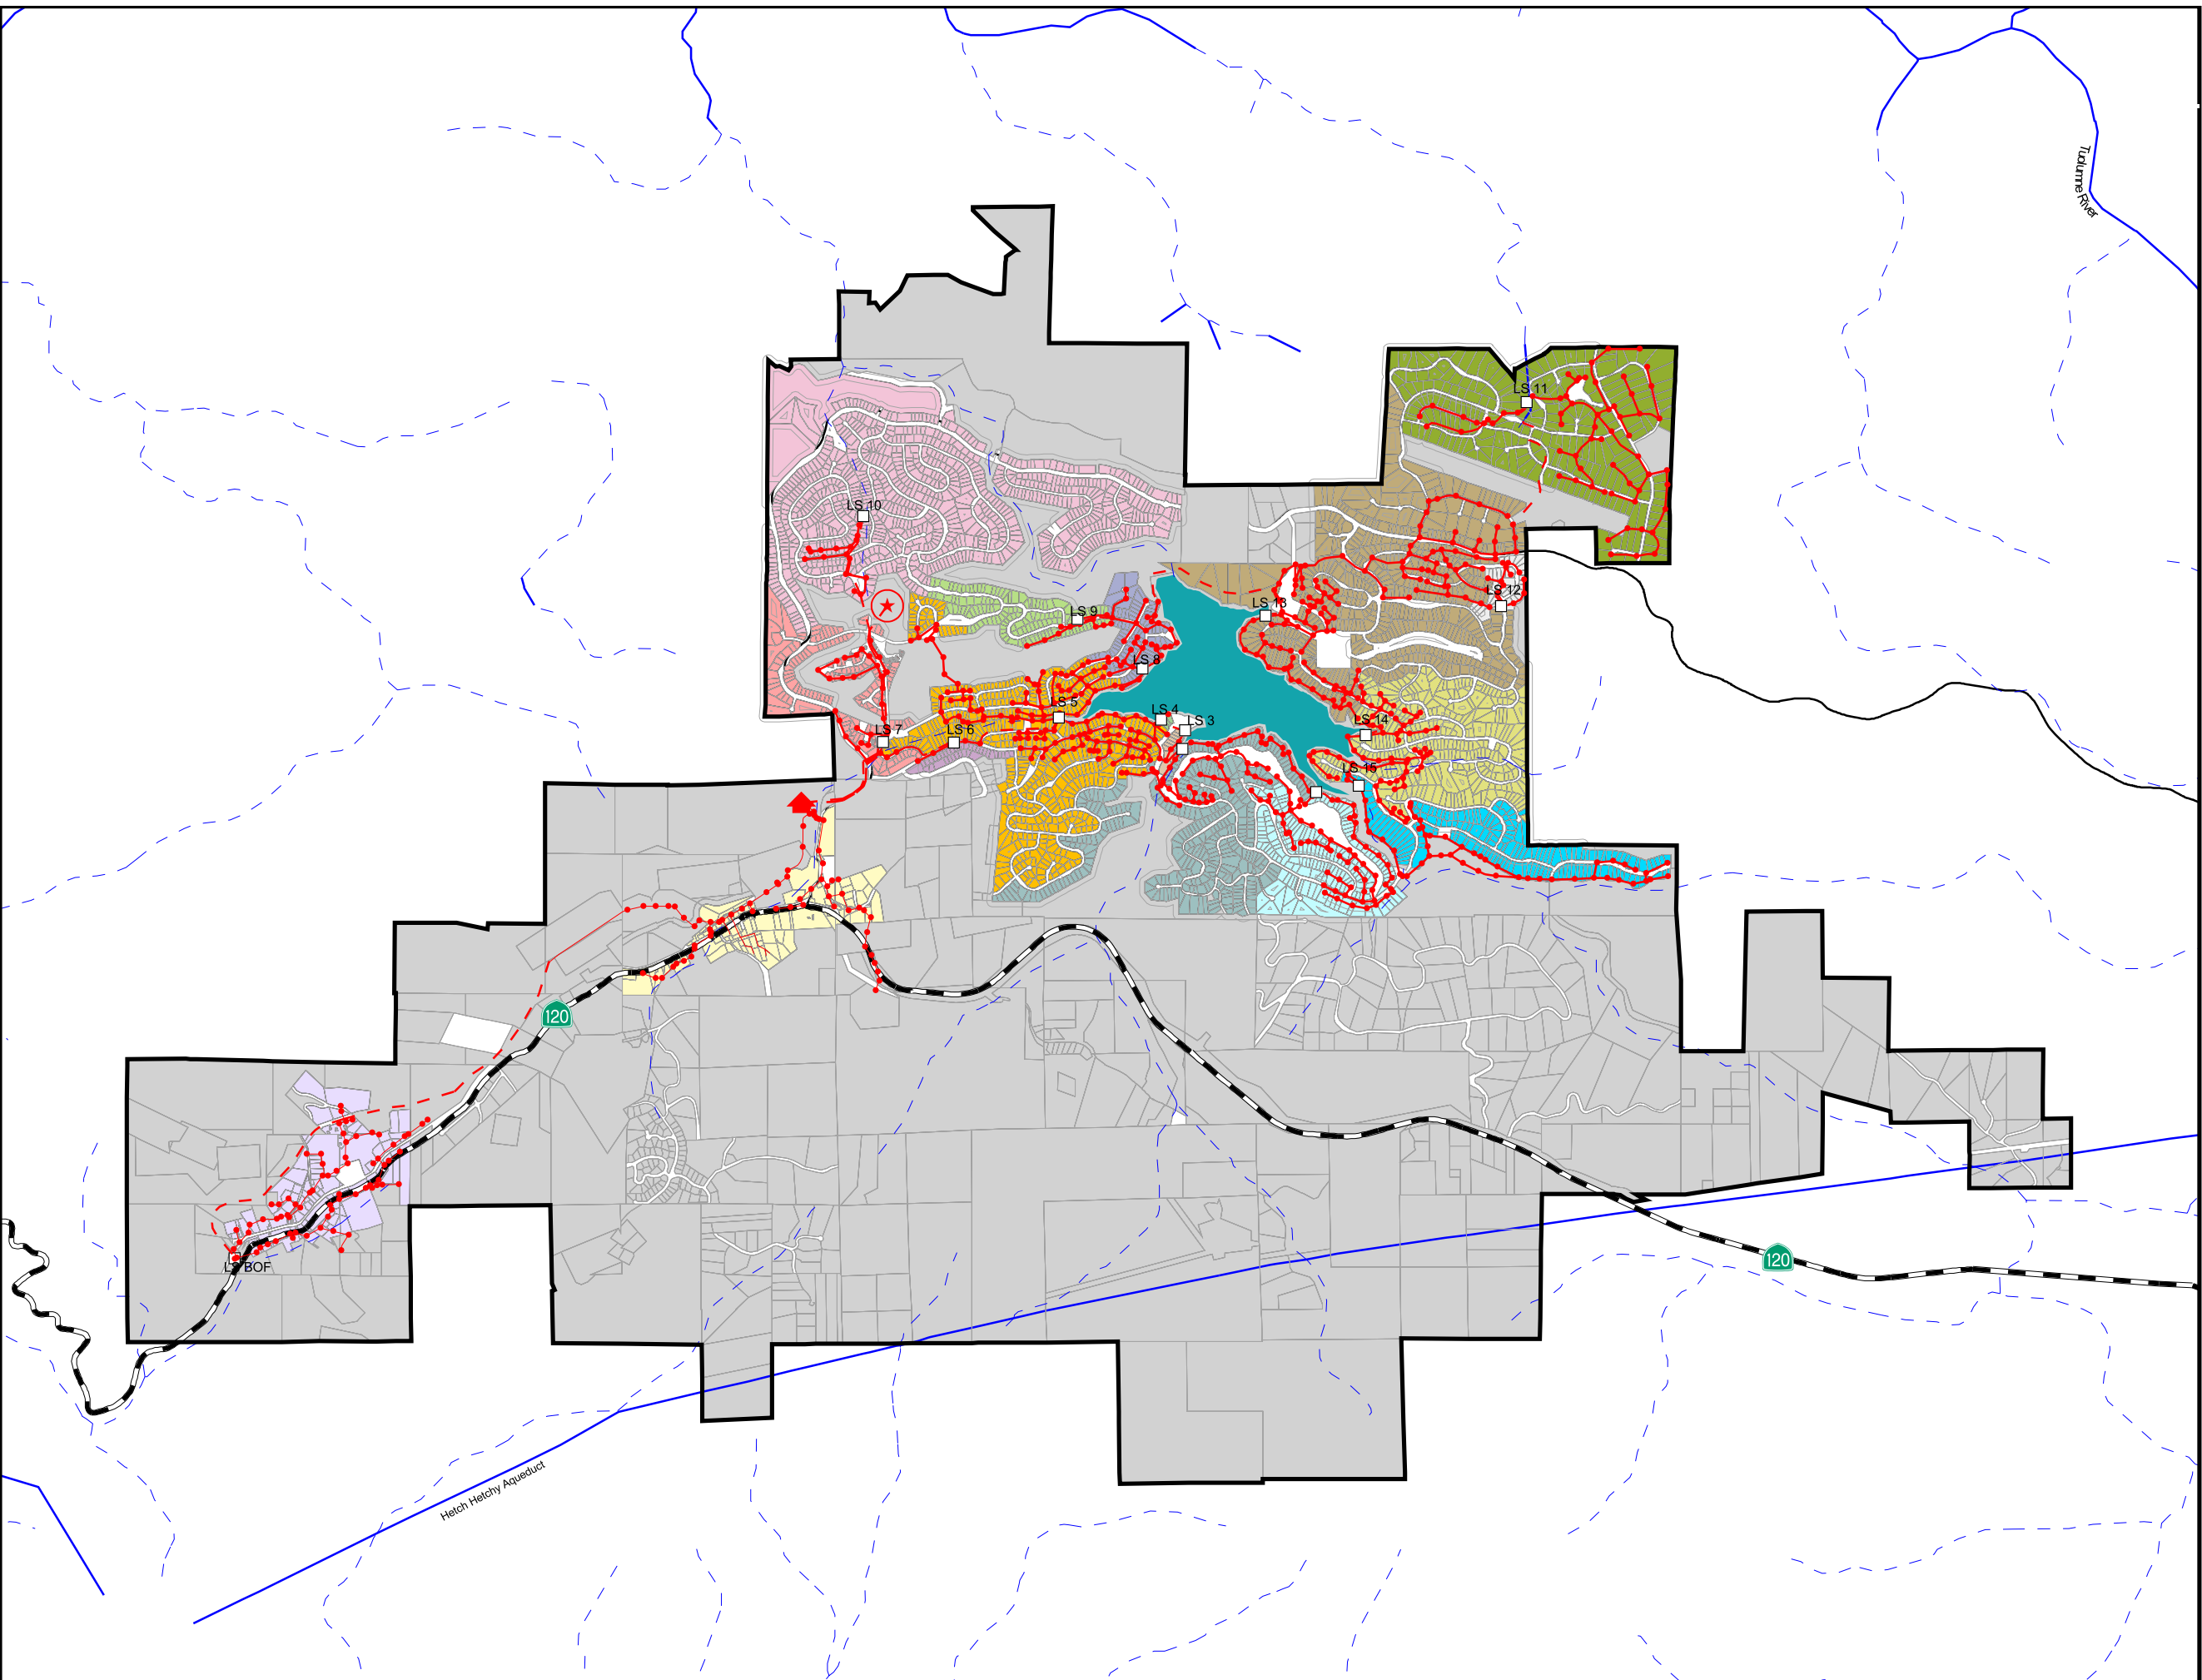 Tuolumne River
LS 11
LS 10
LS 12
LS 13
LS 9
LS 8
LS 5
LS 4
LS 3
LS 14
LS 7
LS 6
LS 15
120
LS BOF
120
Hetch Hetchy Aqueduct